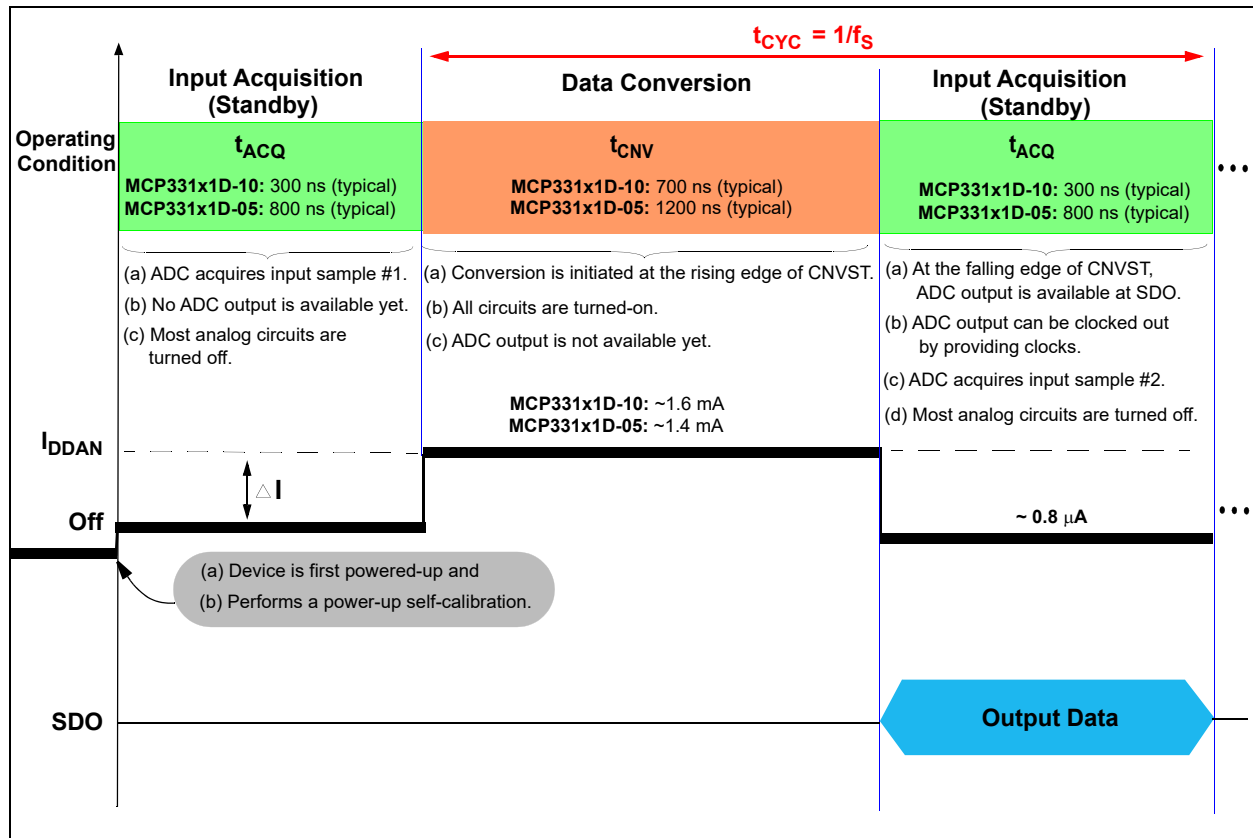 tCYC = 1/fS
Input Acquisition
(Standby)
Data Conversion
Input Acquisition
(Standby)
Operating
Condition
tACQ
MCP331x1D-10: 300 ns (typical)
MCP331x1D-05: 800 ns (typical)
tCNV
MCP331x1D-10: 700 ns (typical)
MCP331x1D-05: 1200 ns (typical)
tACQ
MCP331x1D-10: 300 ns (typical)
MCP331x1D-05: 800 ns (typical)
(a) ADC acquires input sample #1.
(b) No ADC output is available yet.
(c) Most analog circuits are
turned off.
(a) Conversion is initiated at the rising edge of CNVST.
(b) All circuits are turned-on.
(c) ADC output is not available yet.
(a) At the falling edge of CNVST,
ADC output is available at SDO.
(b) ADC output can be clocked out
by providing clocks.
(c) ADC acquires input sample #2.
(d) Most analog circuits are turned off.
MCP331x1D-10: ~1.6 mA
MCP331x1D-05: ~1.4 mA
IDDAN
△I
Off
~ 0.8 μA
(a) Device is first powered-up and
(b) Performs a power-up self-calibration.
SDO
Output Data